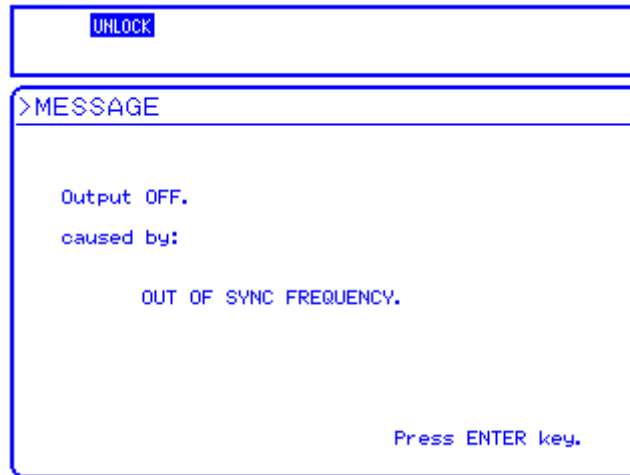 UNLOCK
>MESSAGE
Output OFF.
caused by:
OUT OF SYNC FREQUENCY.
Press ENTER key.